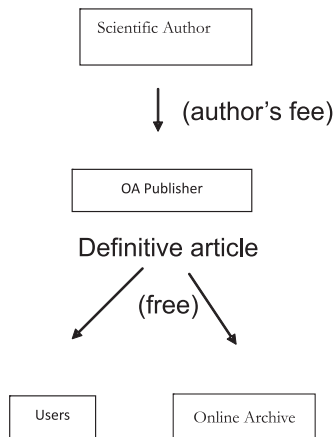 Scientific Author
(author’s fee)
OA Publisher
Definitive article
(free)
Users
Online Archive